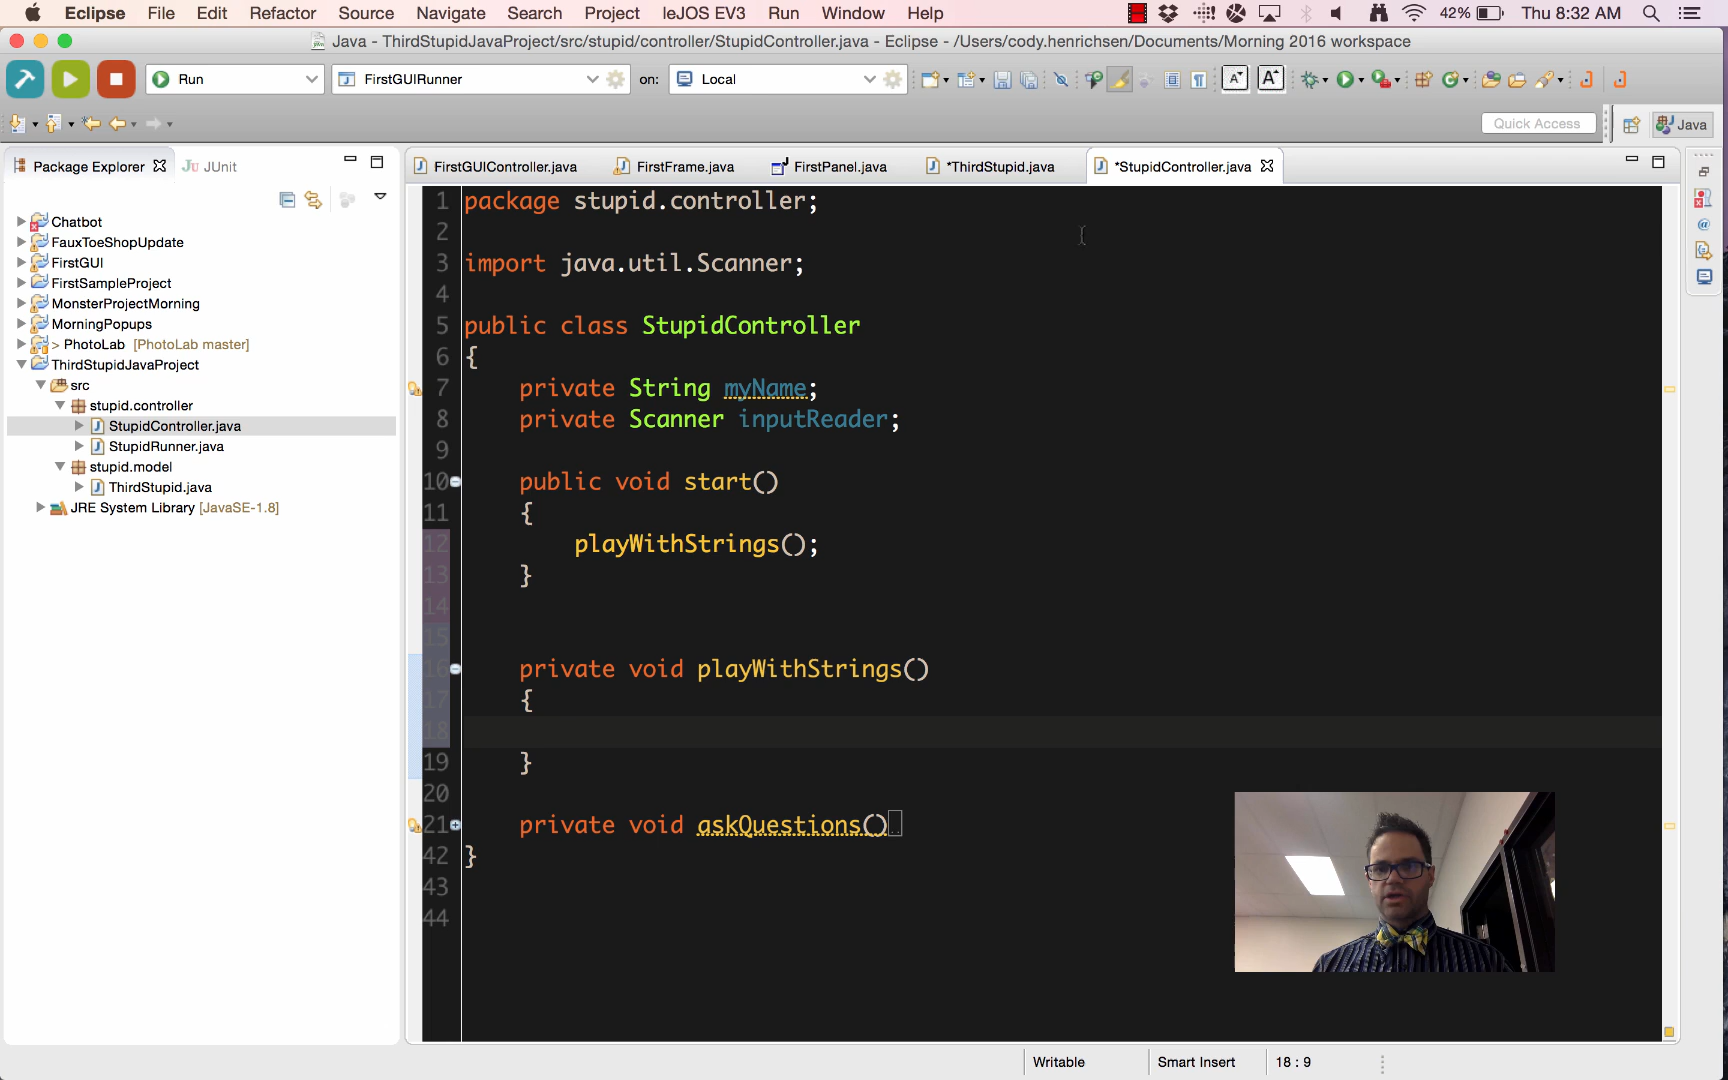 Eclipse File Edit Refactor Source Navigate Search Project leJOS EV3 Run Window Help 42% Thu 8:32 AM
Java - ThirdStupidJavaProject/src/stupid/controller/StupidController.java - Eclipse - /Users/cody.henrichsen/Documents/Morning 2016 workspace
Run FirstGUIRunner on: Local
Quick Access Java
Package Explorer JUnit
Chatbot
FauxToeShopUpdate
FirstGUI
FirstSampleProject
MonsterProjectMorning
MorningPopups
> PhotoLab [PhotoLab master]
ThirdStupidJavaProject
src
stupid.controller
StupidController.java
StupidRunner.java
stupid.model
ThirdStupid.java
JRE System Library [JavaSE-1.8]
FirstGUIController.java FirstFrame.java FirstPanel.java *ThirdStupid.java *StupidController.java
1 package stupid.controller;
2
3 import java.util.Scanner;
4
5 public class StupidController
6 {
7 private String myName;
8 private Scanner inputReader;
9
10 public void start()
11 {
12 playWithStrings();
13 }
14
15
16 private void playWithStrings()
17 {
18
19 }
20
21 private void askQuestions()
42 }
43
44
Writable Smart Insert 18 : 9